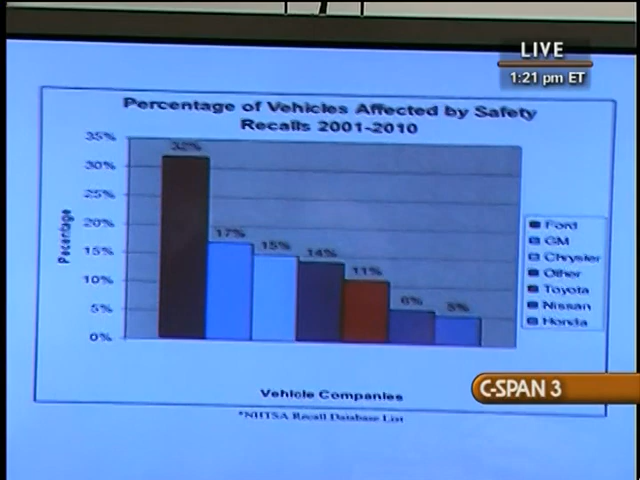 LIVE
1:21 pm ET
Percentage of Vehicles Affected by Safety
Recalls 2001-2010
35%
30%
25%
20%
15%
10%
5%
0%
Pecentage
32%
17%
15%
14%
11%
6%
5%
Ford
GM
Chrysler
Other
Toyota
Nissan
Honda
Vehicle Companies
*NHTSA Recall Database List
C-SPAN 3